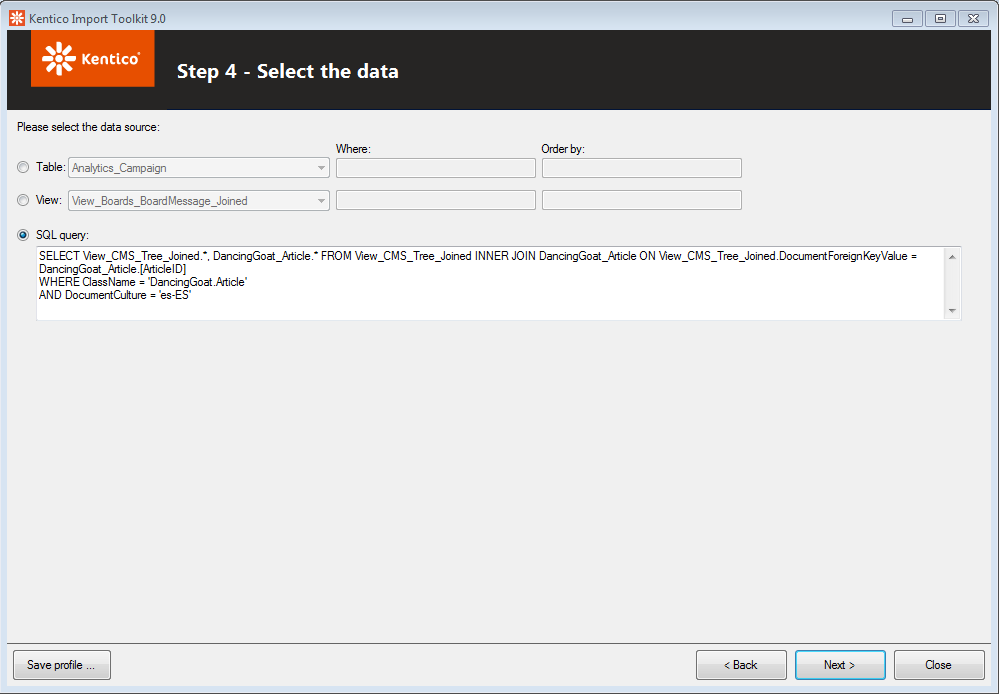 Kentico Import Toolkit 9.0
Kentico
Step 4 - Select the data
Please select the data source:
Where:
Order by:
Table:
Analytics_Campaign
View:
View_Boards_BoardMessage_Joined
SQL query:
SELECT View_CMS_Tree_Joined.*, DancingGoat_Article.* FROM View_CMS_Tree_Joined INNER JOIN DancingGoat_Article ON View_CMS_Tree_Joined.DocumentForeignKeyValue =
DancingGoat_Article.[ArticleID]
WHERE ClassName = 'DancingGoat.Article'
AND DocumentCulture = 'es-ES'
Save profile ...
< Back
Next >
Close